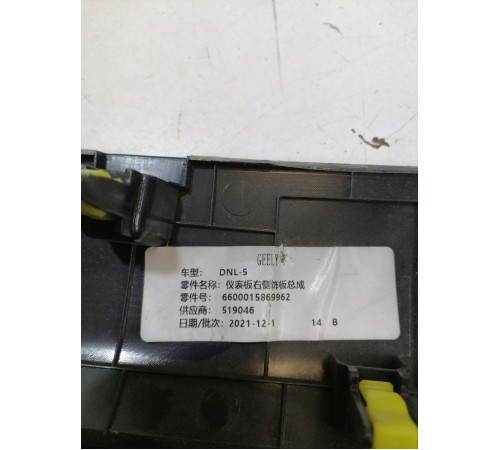 GEELY
车型: DNL-5
零件名称: 仪表板右侧饰板总成
零件号: 6600015869962
供应商: 519046
日期/批次: 2021-12-1 14 B